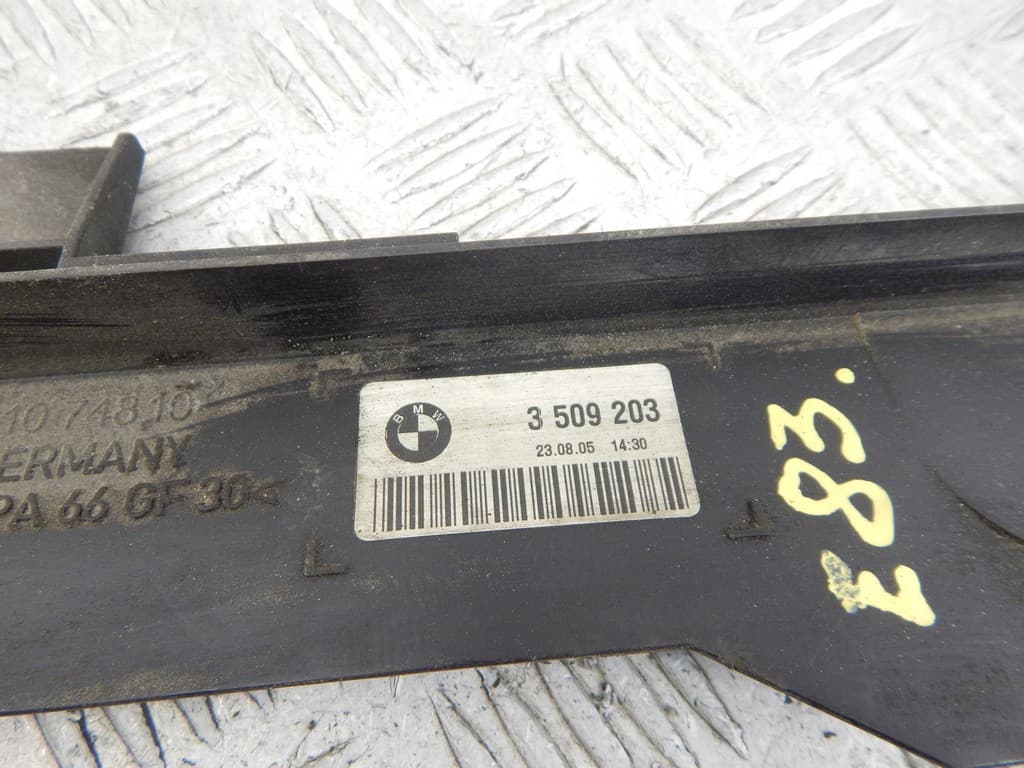 10 748.10
ERMANY
PA 66 GF 30<
BMW
3 509 203
23.08.05 14:30
E83.